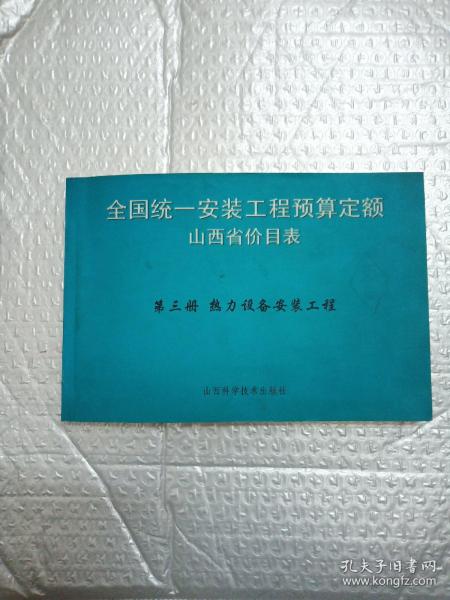 全国统一安装工程预算定额
山西省价目表
第三册 热力设备安装工程
山西科学技术出版社
孔夫子旧书网
www.kongfz.com